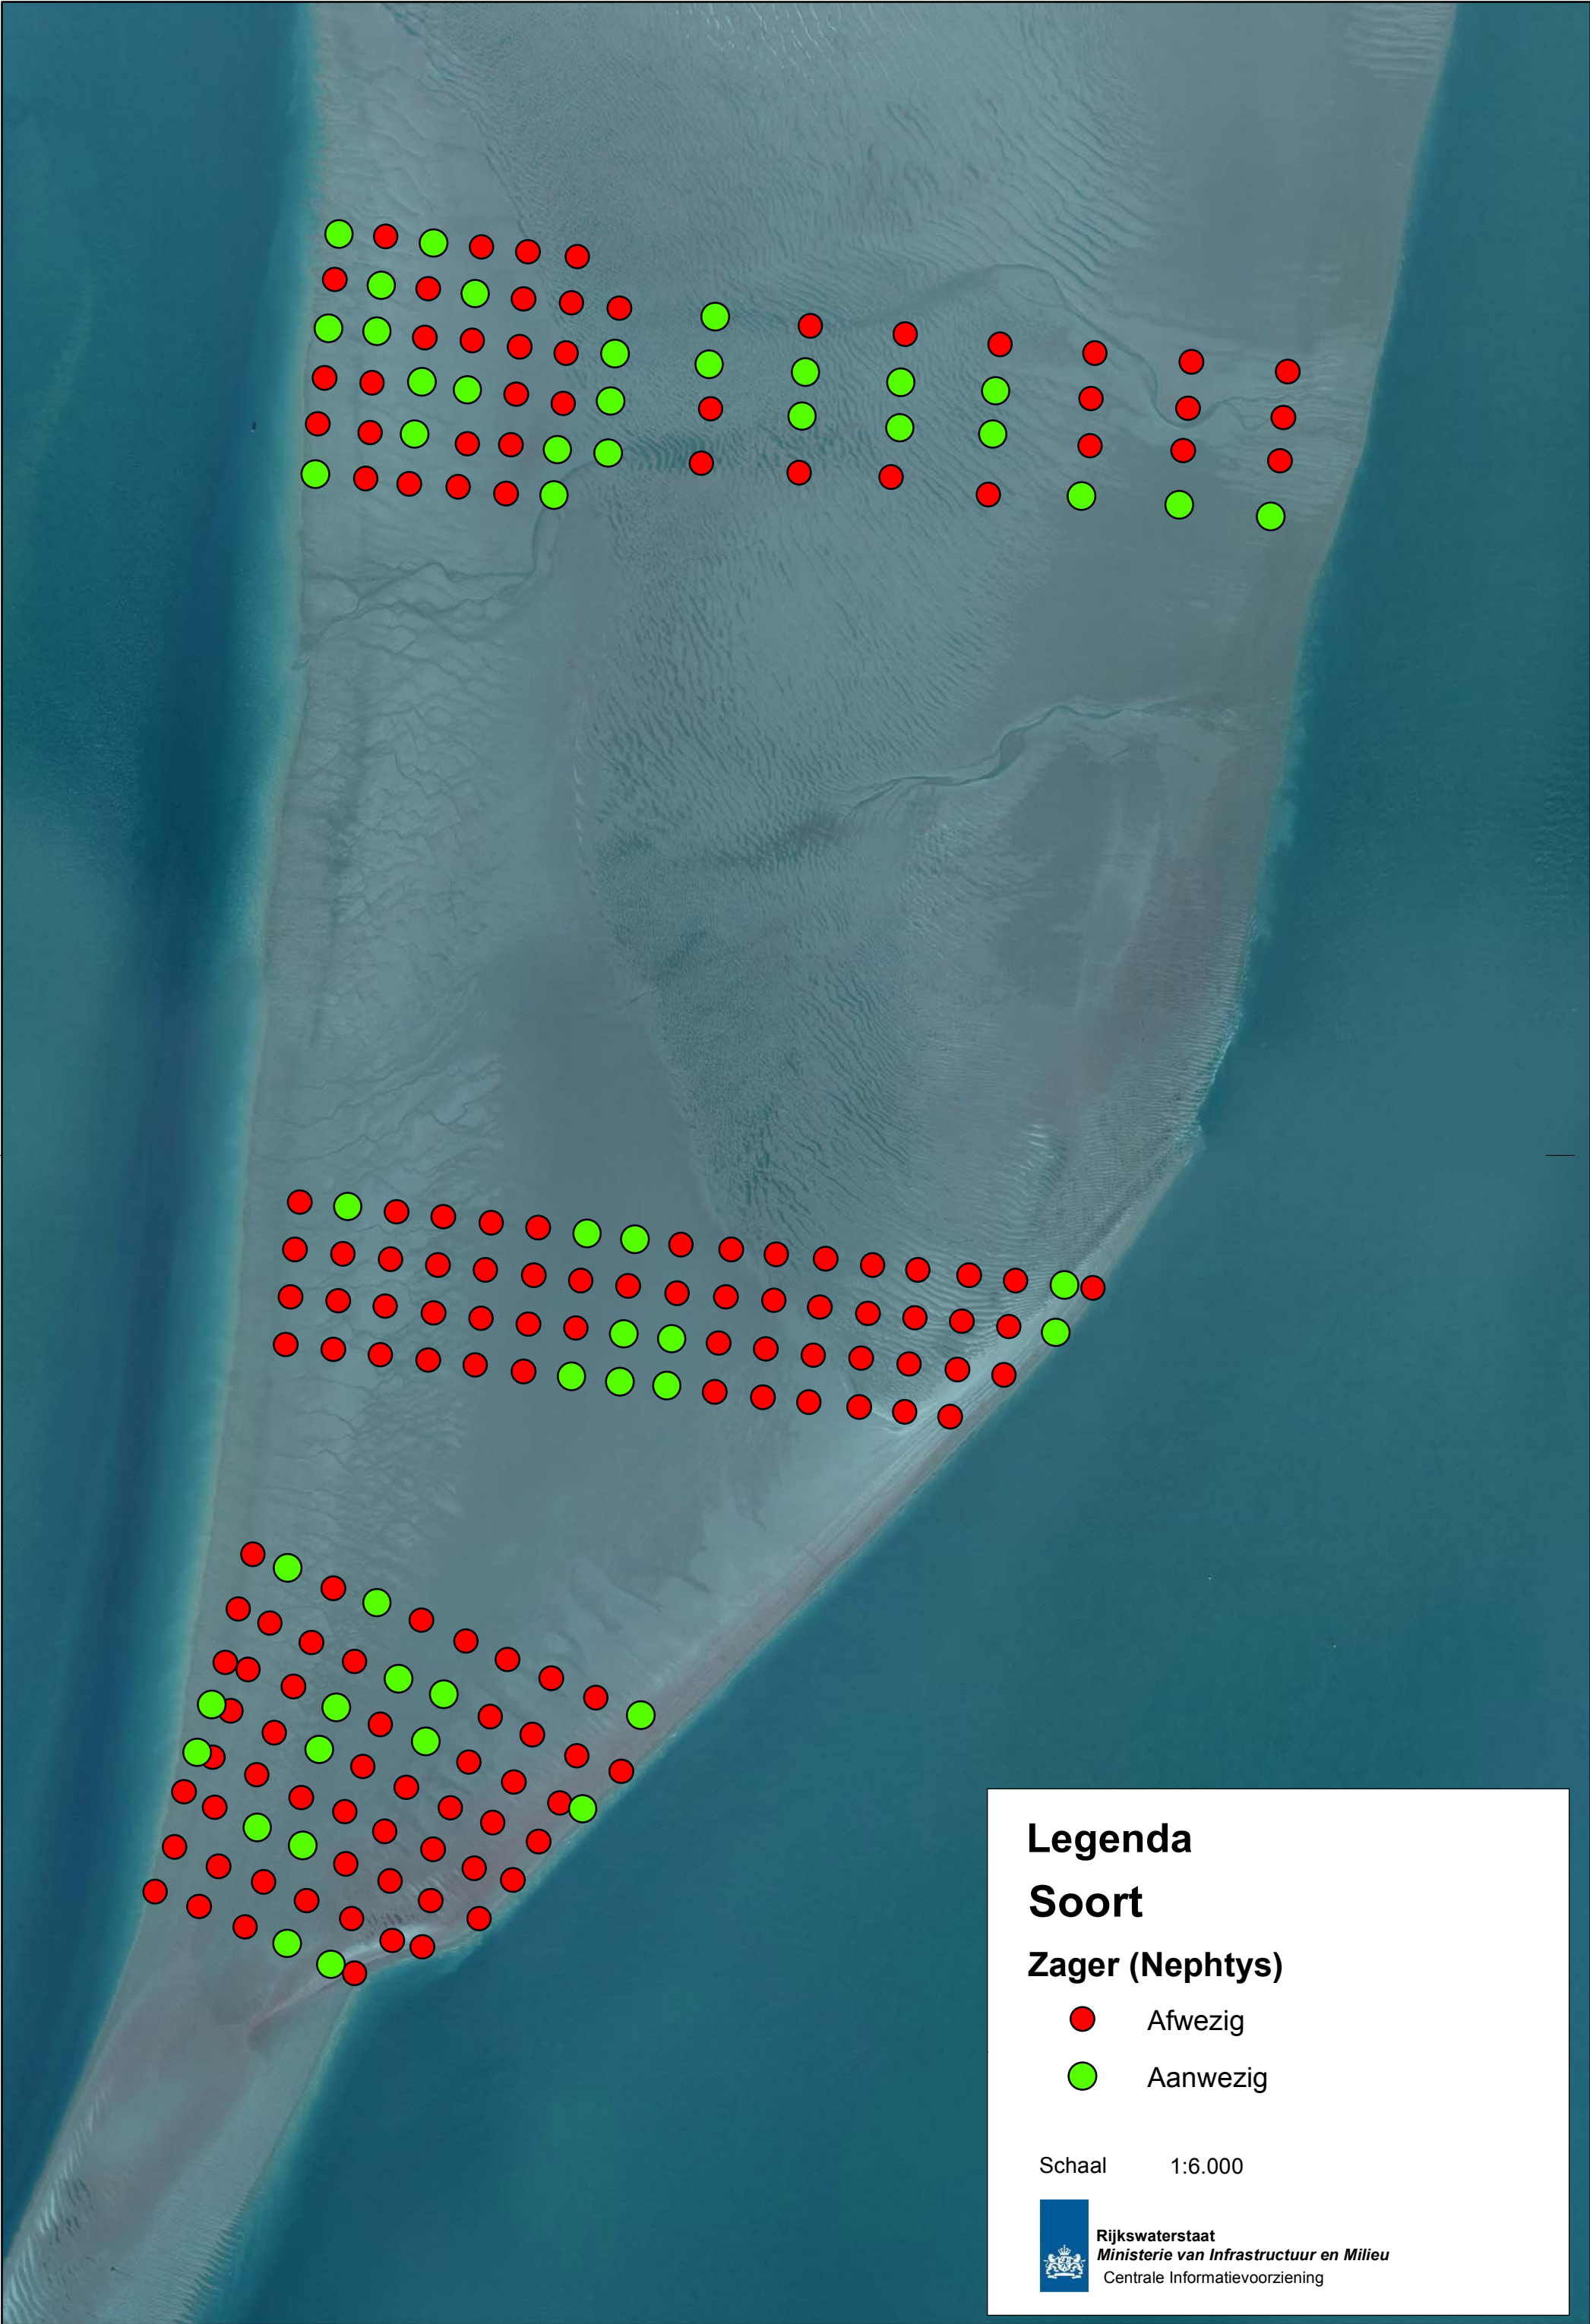 Legenda
Soort
Zager (Nephtys)
Afwezig
Aanwezig
Schaal 1:6.000
Rijkswaterstaat
Ministerie van Infrastructuur en Milieu
Centrale Informatievoorziening